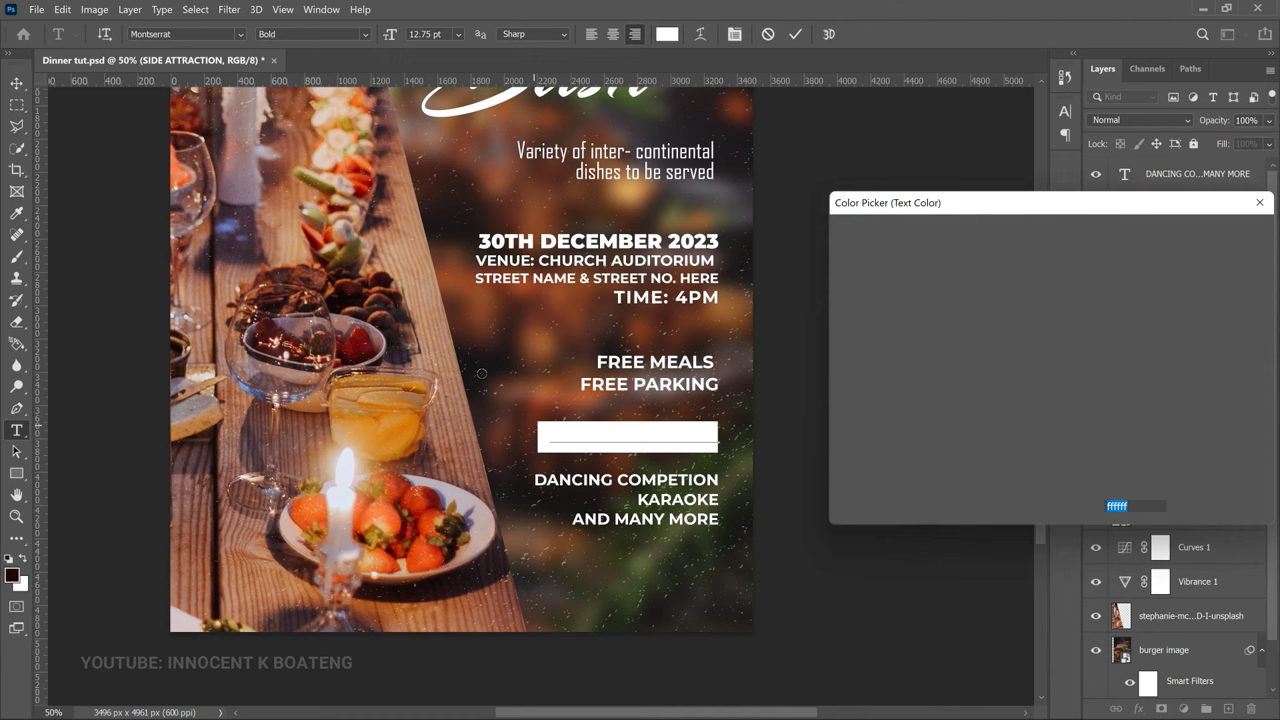 Ps File Edit Image Layer Type Select Filter 3D View Window Help
Montserrat Bold 12.75 pt Sharp 3D
Dinner tut.psd @ 50% (SIDE ATTRACTION, RGB/8) *
Layers Channels Paths
Kind
Normal Opacity: 100%
Lock: Fill: 100%
DANCING CO...MANY MORE
Color Picker (Text Color)
ffffff
Curves 1
Vibrance 1
stephanie-mc...D-I-unsplash
burger image
Smart Filters
Variety of inter- continental
dishes to be served
30TH DECEMBER 2023
VENUE: CHURCH AUDITORIUM
STREET NAME & STREET NO. HERE
TIME: 4PM
FREE MEALS
FREE PARKING
DANCING COMPETION
KARAOKE
AND MANY MORE
YOUTUBE: INNOCENT K BOATENG
50% 3496 px x 4961 px (600 ppi)